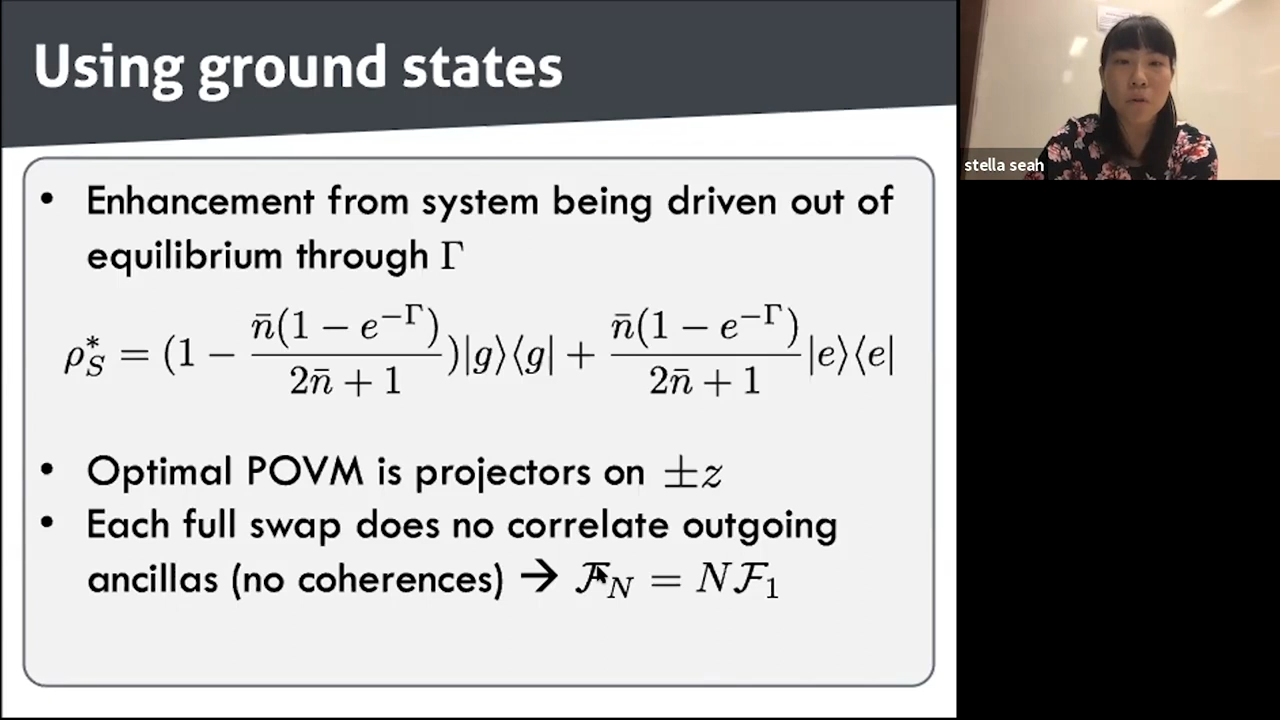 Using ground states
• Enhancement from system being driven out of
equilibrium through Γ
ρ*_S = (1 − n̄(1 − e^{−Γ})/(2n̄ + 1))|g⟩⟨g| + n̄(1 − e^{−Γ})/(2n̄ + 1)|e⟩⟨e|
• Optimal POVM is projectors on ±z
• Each full swap does no correlate outgoing
ancillas (no coherences) → ℱ_N = Nℱ_1
stella seah